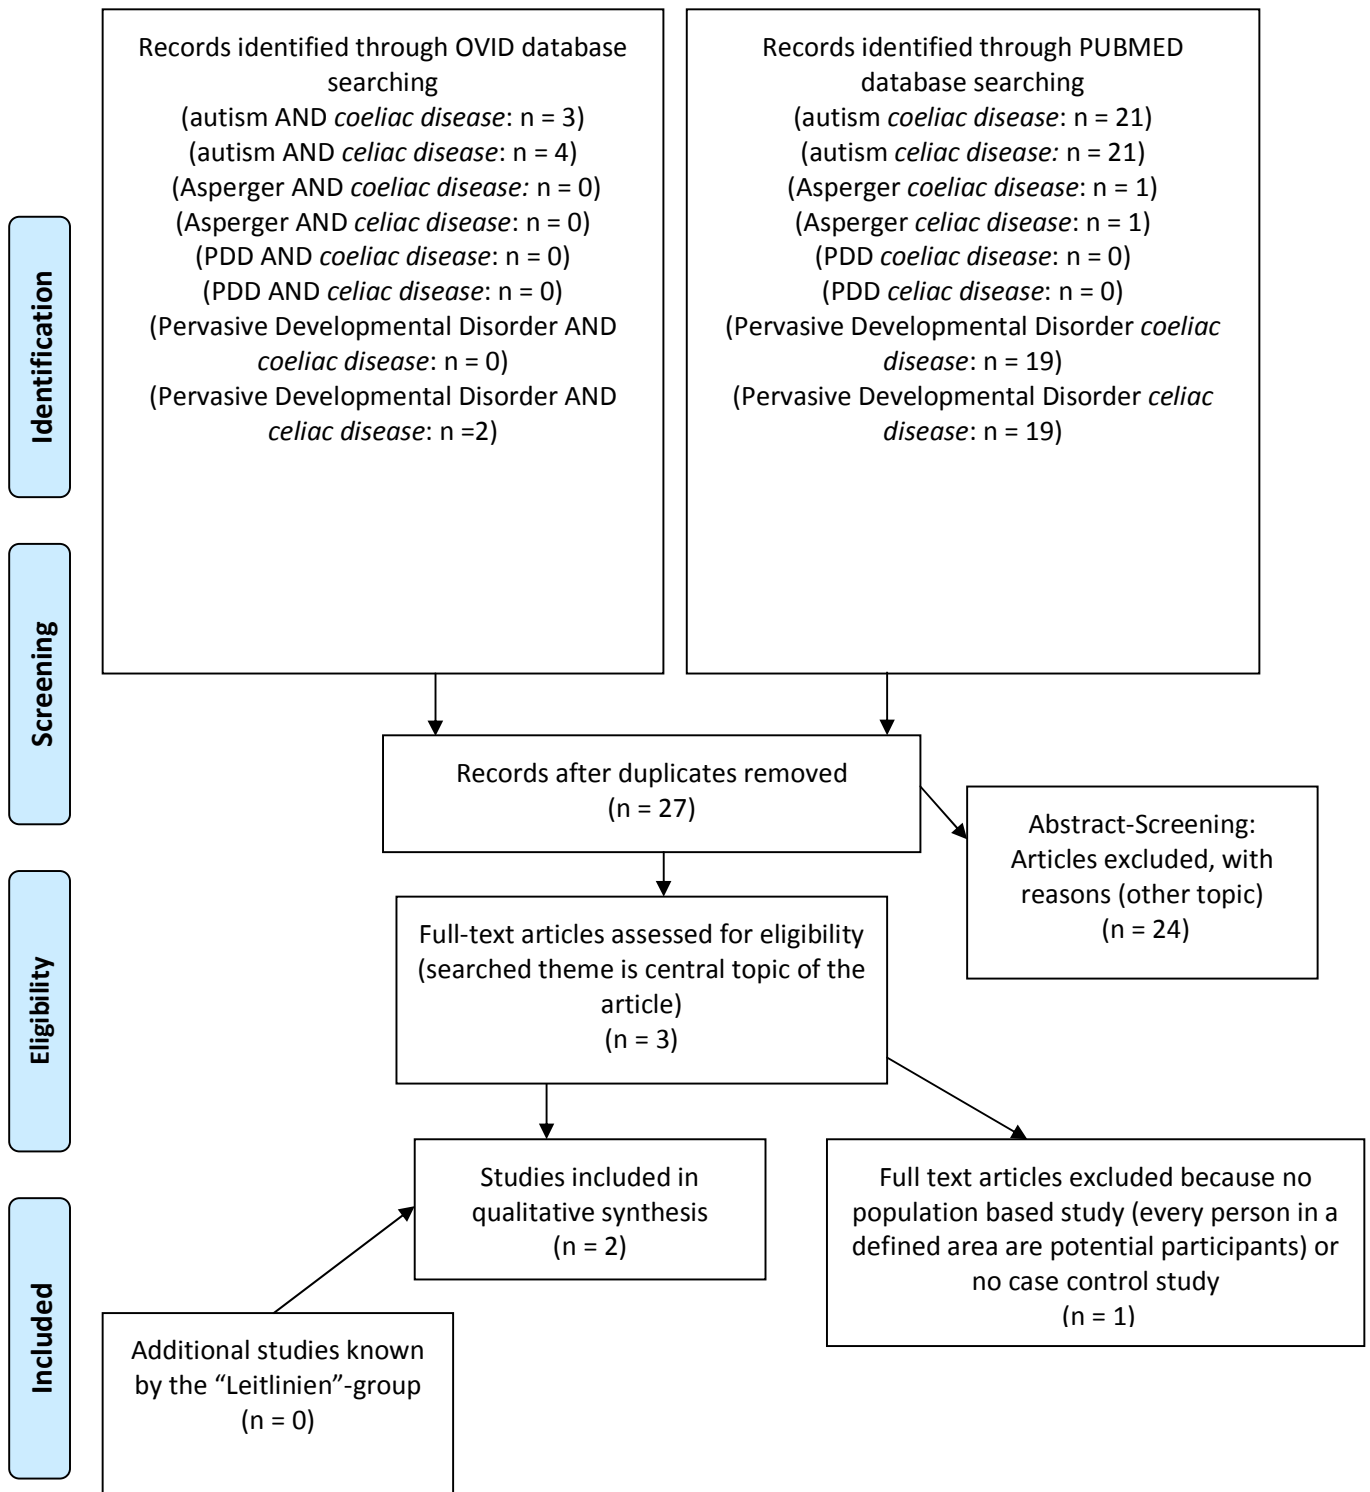 Records identified through OVID database
searching
(autism AND coeliac disease: n = 3)
(autism AND celiac disease: n = 4)
(Asperger AND coeliac disease: n = 0)
(Asperger AND celiac disease: n = 0)
(PDD AND coeliac disease: n = 0)
(PDD AND celiac disease: n = 0)
(Pervasive Developmental Disorder AND
coeliac disease: n = 0)
(Pervasive Developmental Disorder AND
celiac disease: n =2)
Records identified through PUBMED
database searching
(autism coeliac disease: n = 21)
(autism celiac disease: n = 21)
(Asperger coeliac disease: n = 1)
(Asperger celiac disease: n = 1)
(PDD coeliac disease: n = 0)
(PDD celiac disease: n = 0)
(Pervasive Developmental Disorder coeliac
disease: n = 19)
(Pervasive Developmental Disorder celiac
disease: n = 19)
Identification
Screening
Records after duplicates removed
(n = 27)
Abstract-Screening:
Articles excluded, with
reasons (other topic)
(n = 24)
Eligibility
Full-text articles assessed for eligibility
(searched theme is central topic of the
article)
(n = 3)
Studies included in
qualitative synthesis
(n = 2)
Full text articles excluded because no
population based study (every person in a
defined area are potential participants) or
no case control study
(n = 1)
Included
Additional studies known
by the “Leitlinien”-group
(n = 0)